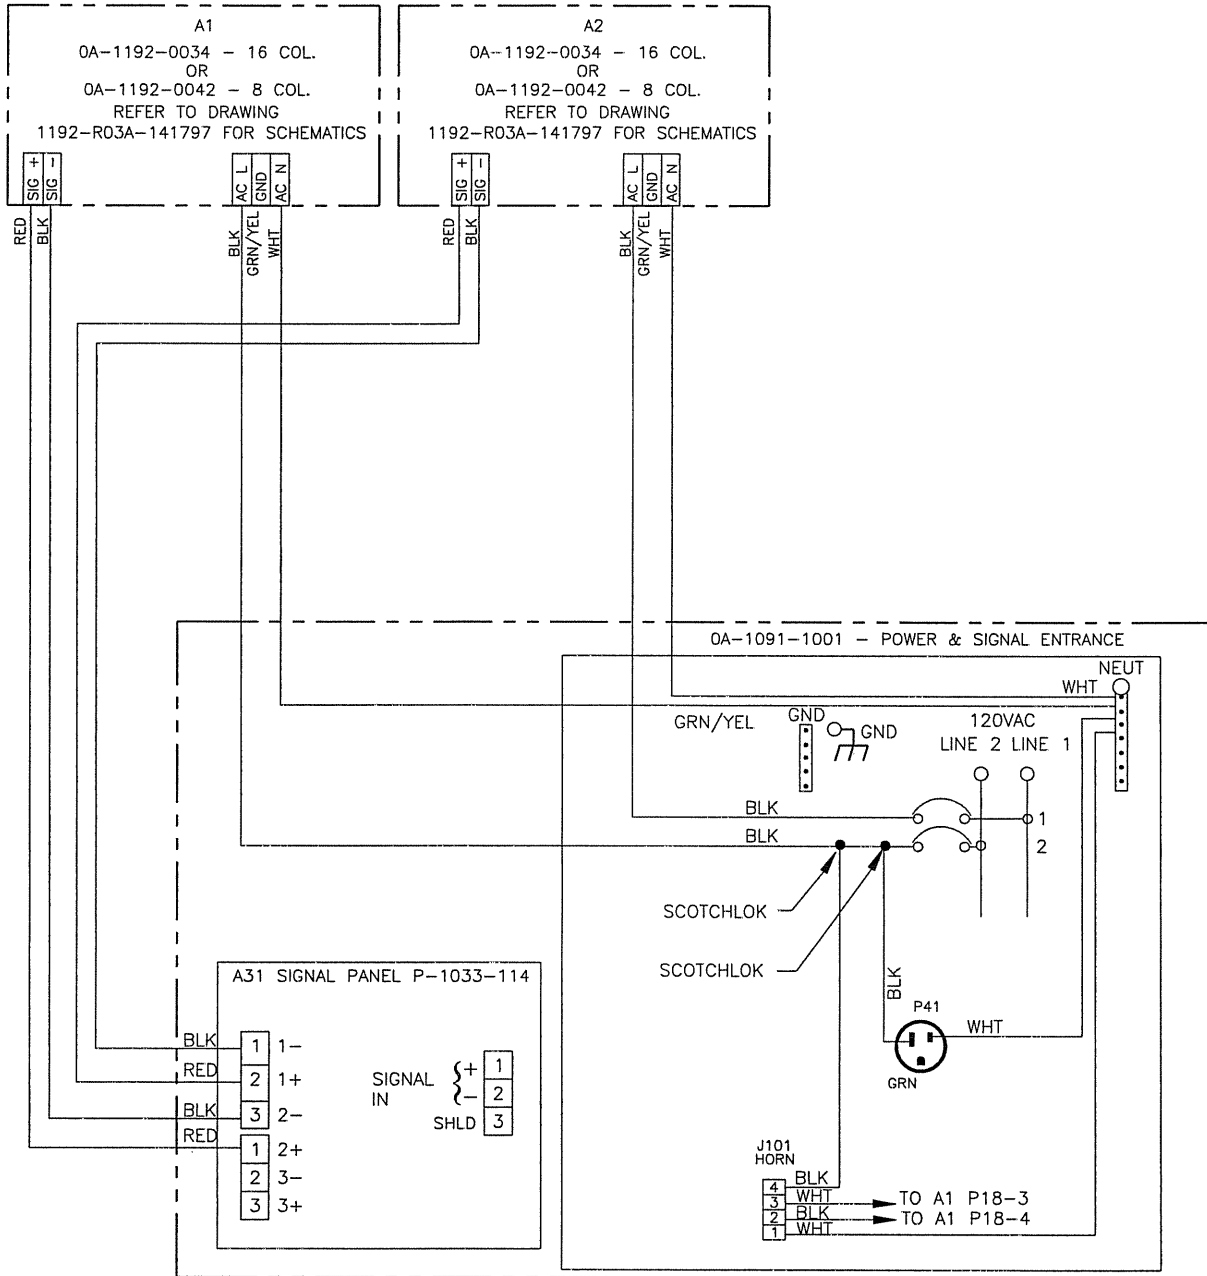 A1
0A-1192-0034 - 16 COL.
OR
0A-1192-0042 - 8 COL.
REFER TO DRAWING
1192-R03A-141797 FOR SCHEMATICS
SIG +
SIG -
AC L
GND
AC N
RED
BLK
BLK
GRN/YEL
WHT
A2
0A-1192-0034 - 16 COL.
OR
0A-1192-0042 - 8 COL.
REFER TO DRAWING
1192-R03A-141797 FOR SCHEMATICS
SIG +
SIG -
AC L
GND
AC N
RED
BLK
BLK
GRN/YEL
WHT
0A-1091-1001 - POWER & SIGNAL ENTRANCE
NEUT
WHT
GRN/YEL
GND
GND
120VAC
LINE 2 LINE 1
BLK
1
BLK
2
SCOTCHLOK
SCOTCHLOK
BLK
P41
WHT
GRN
J101
HORN
4 BLK
3 WHT TO A1 P18-3
2 BLK TO A1 P18-4
1 WHT
A31 SIGNAL PANEL P-1033-114
BLK 1 1-
RED 2 1+
BLK 3 2-
RED 1 2+
2 3-
3 3+
SIGNAL
IN
+ 1
- 2
SHLD 3